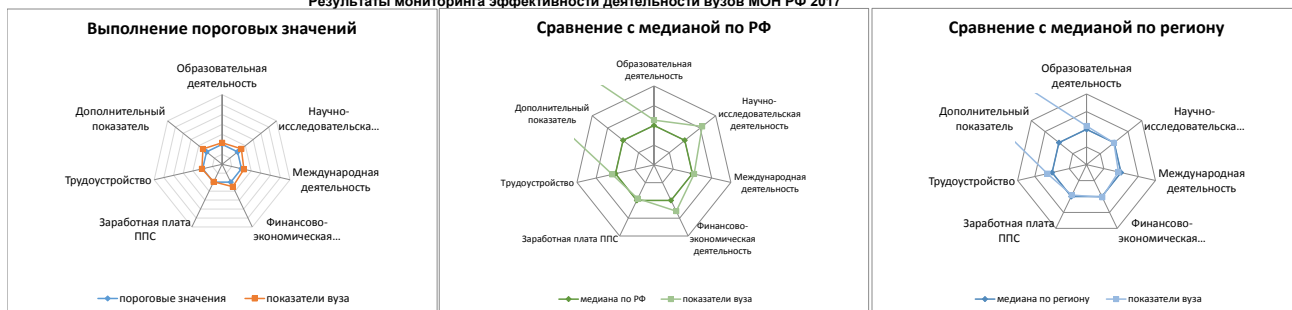 Результаты мониторинга эффективности деятельности вузов МОН РФ 2017
Выполнение пороговых значений
Образовательная
деятельность
Научно-
исследовательска...
Международная
деятельность
Финансово-
экономическая...
Заработная плата
ППС
Трудоустройство
Дополнительный
показатель
пороговые значения
показатели вуза
Сравнение с медианой по РФ
Образовательная
деятельность
Научно-
исследовательская
деятельность
Международная
деятельность
Финансово-
экономическая
деятельность
Заработная плата ППС
Трудоустройство
Дополнительный
показатель
медиана по РФ
показатели вуза
Сравнение с медианой по региону
Образовательная
деятельность
Научно-
исследовательска...
Международная
деятельность
Финансово-
экономическая...
Заработная плата
ППС
Трудоустройство
Дополнительный
показатель
медиана по региону
показатели вуза